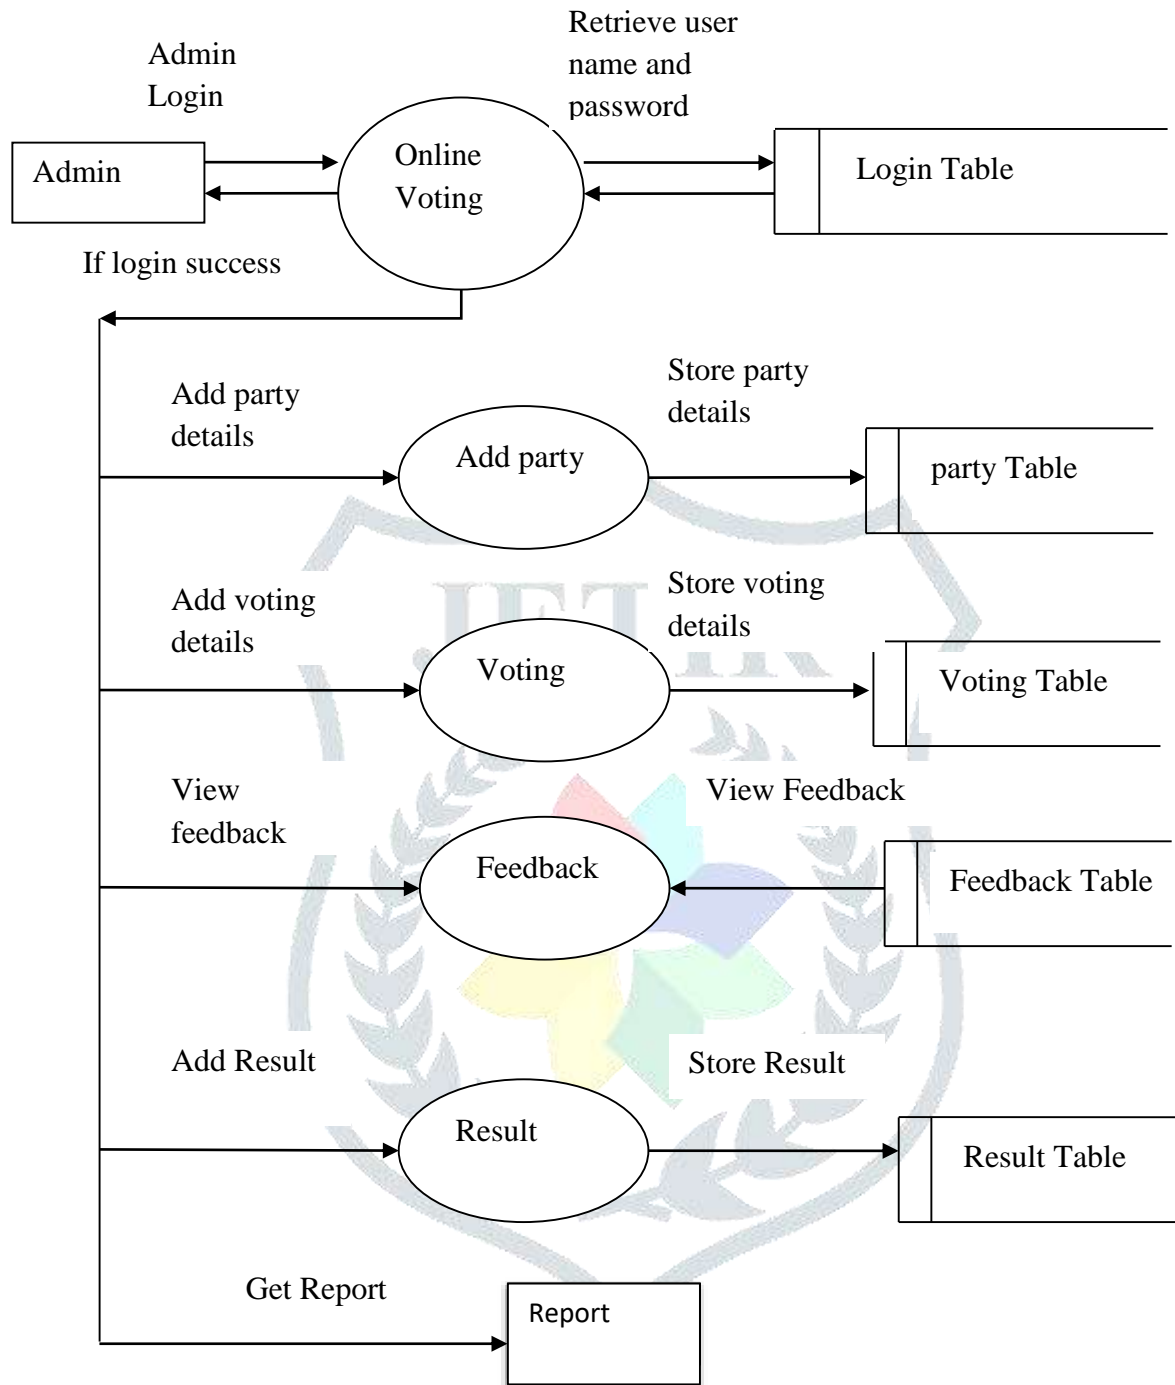 Admin
Login
Retrieve user
name and
password
Admin
Online
Voting
Login Table
If login success
Add party
details
Store party
details
Add party
party Table
Add voting
details
Store voting
details
Voting
Voting Table
View
feedback
View Feedback
Feedback
Feedback Table
Add Result
Store Result
Result
Result Table
Get Report
Report